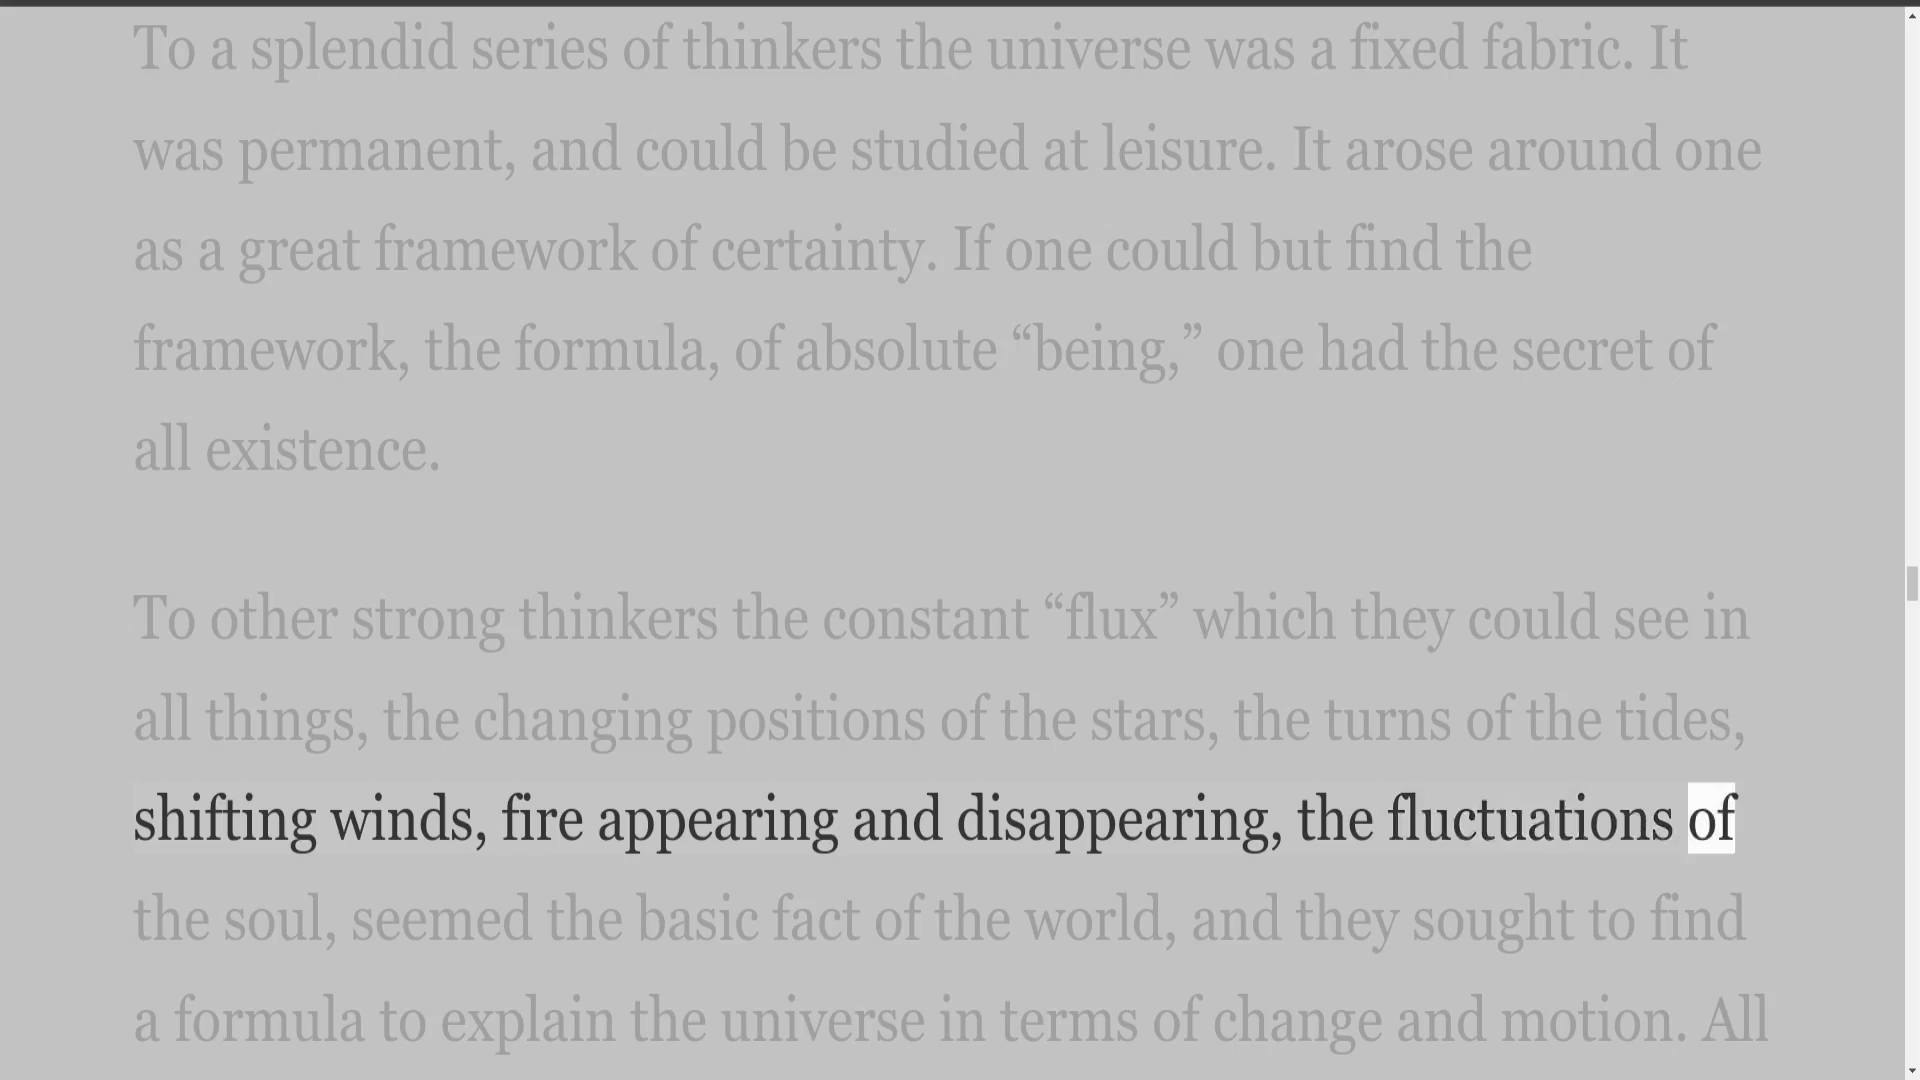 To a splendid series of thinkers the universe was a fixed fabric. It
was permanent, and could be studied at leisure. It arose around one
as a great framework of certainty. If one could but find the
framework, the formula, of absolute “being,” one had the secret of
all existence.
To other strong thinkers the constant “flux” which they could see in
all things, the changing positions of the stars, the turns of the tides,
shifting winds, fire appearing and disappearing, the fluctuations of
the soul, seemed the basic fact of the world, and they sought to find
a formula to explain the universe in terms of change and motion. All